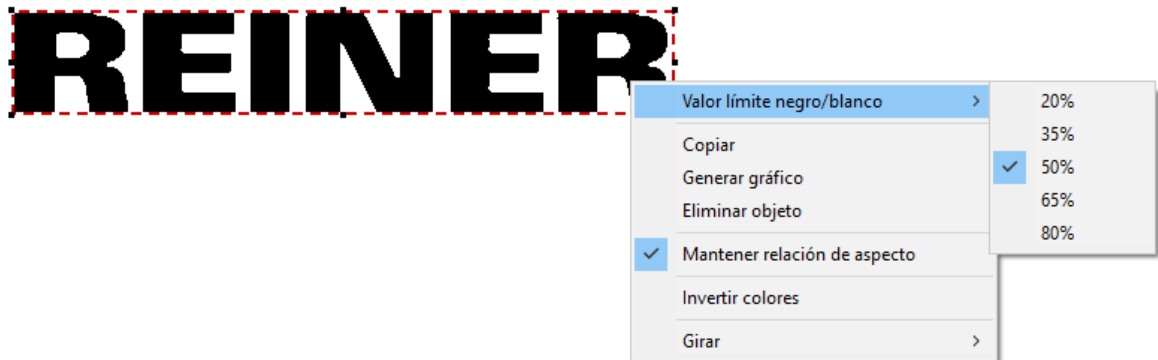 REINER
Valor límite negro/blanco
Copiar
Generar gráfico
Eliminar objeto
Mantener relación de aspecto
Invertir colores
Girar
20%
35%
50%
65%
80%